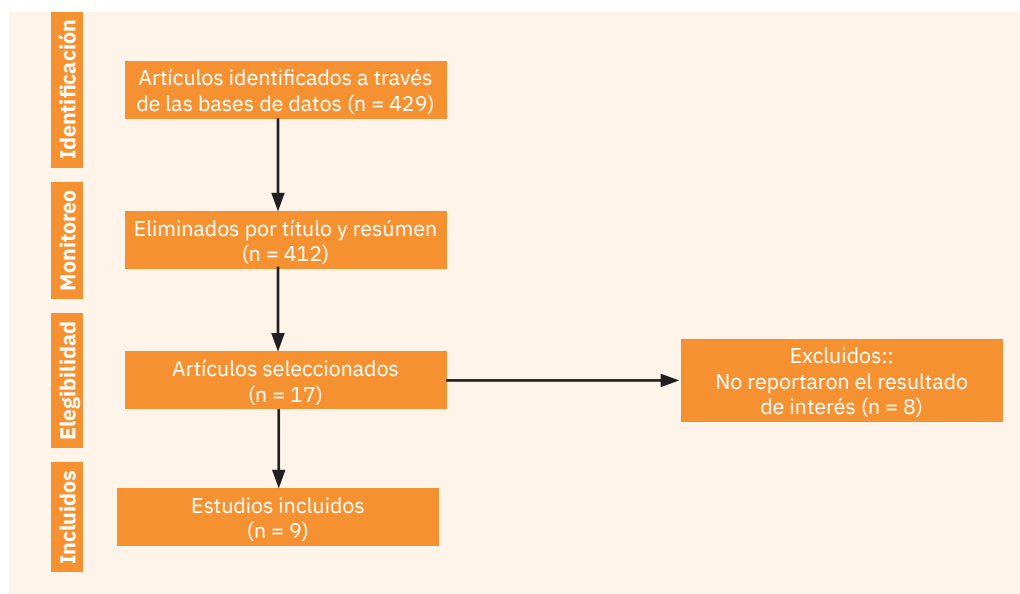 Identificación
Artículos identificados a través
de las bases de datos (n = 429)
Monitoreo
Eliminados por título y resúmen
(n = 412)
Elegibilidad
Artículos seleccionados
(n = 17)
Excluidos::
No reportaron el resultado
de interés (n = 8)
Incluidos
Estudios incluidos
(n = 9)